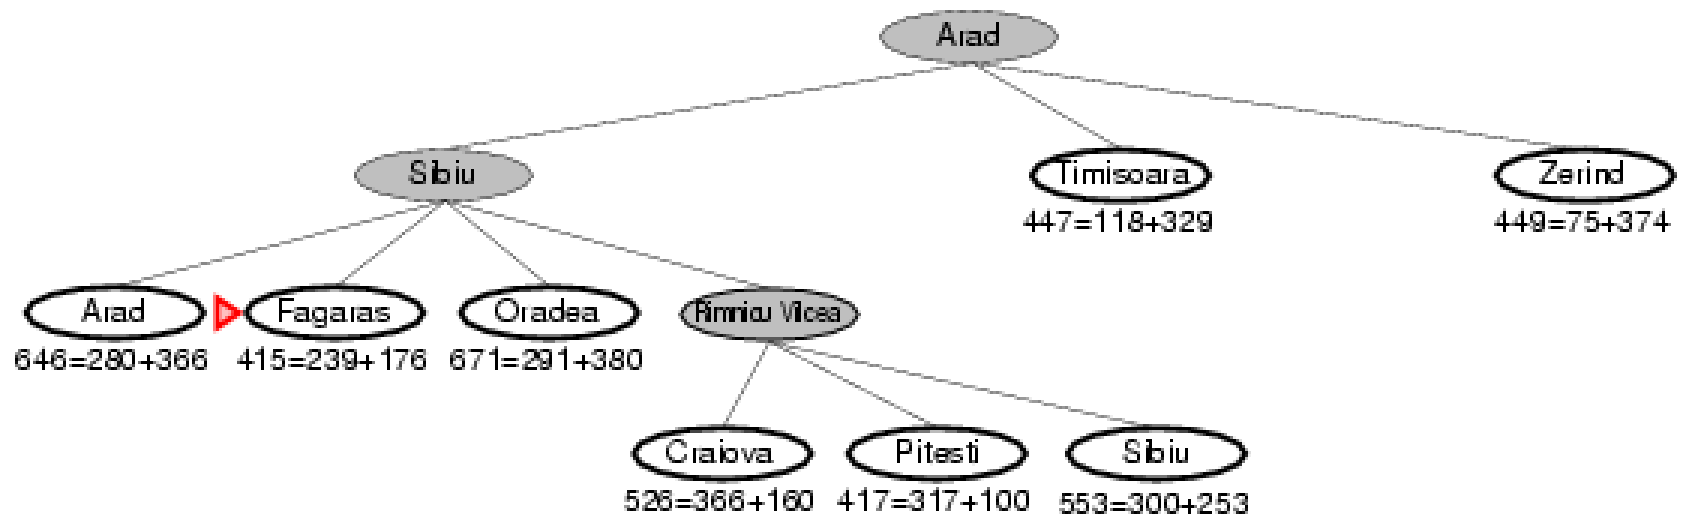 Arad
Sibiu
Timisoara
Zerind
447=118+329
449=75+374
Arad
Fagaras
Oradea
Rimnicu Vilcea
646=280+366
415=239+176
671=291+380
Craiova
Pitesti
Sibiu
526=366+160
417=317+100
553=300+253